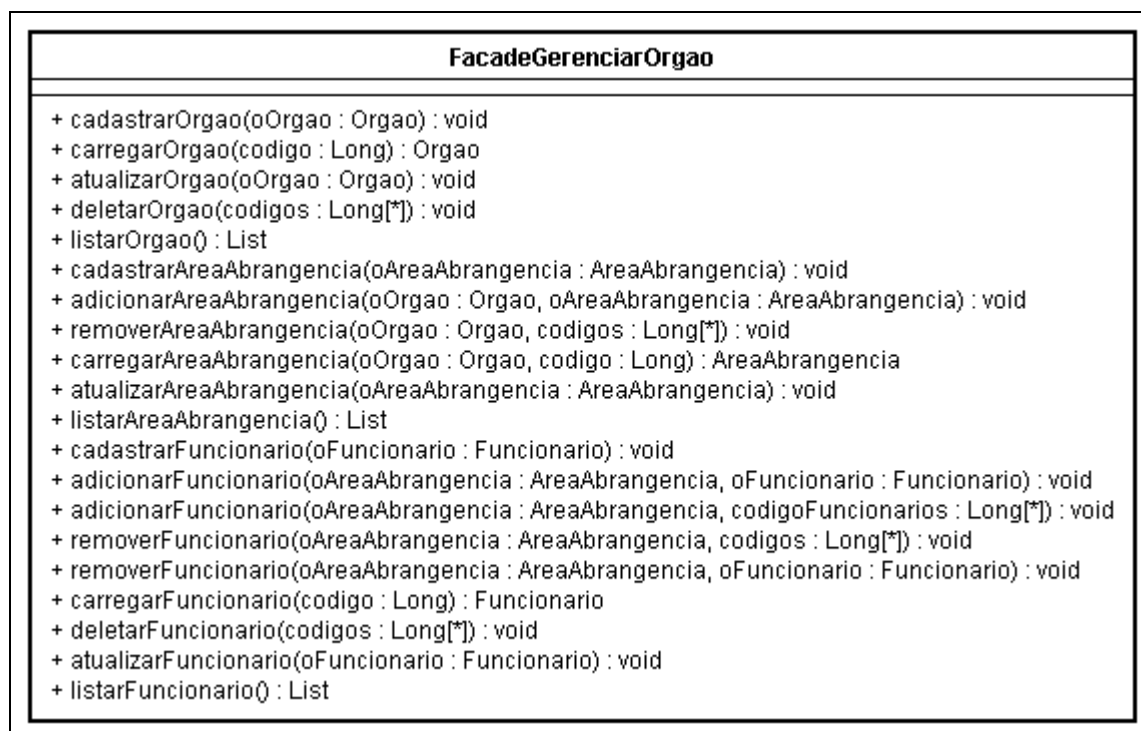 FacadeGerenciarOrgao
+ cadastrarOrgao(oOrgao : Orgao) : void
+ carregarOrgao(codigo : Long) : Orgao
+ atualizarOrgao(oOrgao : Orgao) : void
+ deletarOrgao(codigos : Long[*]) : void
+ listarOrgao() : List
+ cadastrarAreaAbrangencia(oAreaAbrangencia : AreaAbrangencia) : void
+ adicionarAreaAbrangencia(oOrgao : Orgao, oAreaAbrangencia : AreaAbrangencia) : void
+ removerAreaAbrangencia(oOrgao : Orgao, codigos : Long[*]) : void
+ carregarAreaAbrangencia(oOrgao : Orgao, codigo : Long) : AreaAbrangencia
+ atualizarAreaAbrangencia(oAreaAbrangencia : AreaAbrangencia) : void
+ listarAreaAbrangencia() : List
+ cadastrarFuncionario(oFuncionario : Funcionario) : void
+ adicionarFuncionario(oAreaAbrangencia : AreaAbrangencia, oFuncionario : Funcionario) : void
+ adicionarFuncionario(oAreaAbrangencia : AreaAbrangencia, codigoFuncionarios : Long[*]) : void
+ removerFuncionario(oAreaAbrangencia : AreaAbrangencia, codigos : Long[*]) : void
+ removerFuncionario(oAreaAbrangencia : AreaAbrangencia, oFuncionario : Funcionario) : void
+ carregarFuncionario(codigo : Long) : Funcionario
+ deletarFuncionario(codigos : Long[*]) : void
+ atualizarFuncionario(oFuncionario : Funcionario) : void
+ listarFuncionario() : List